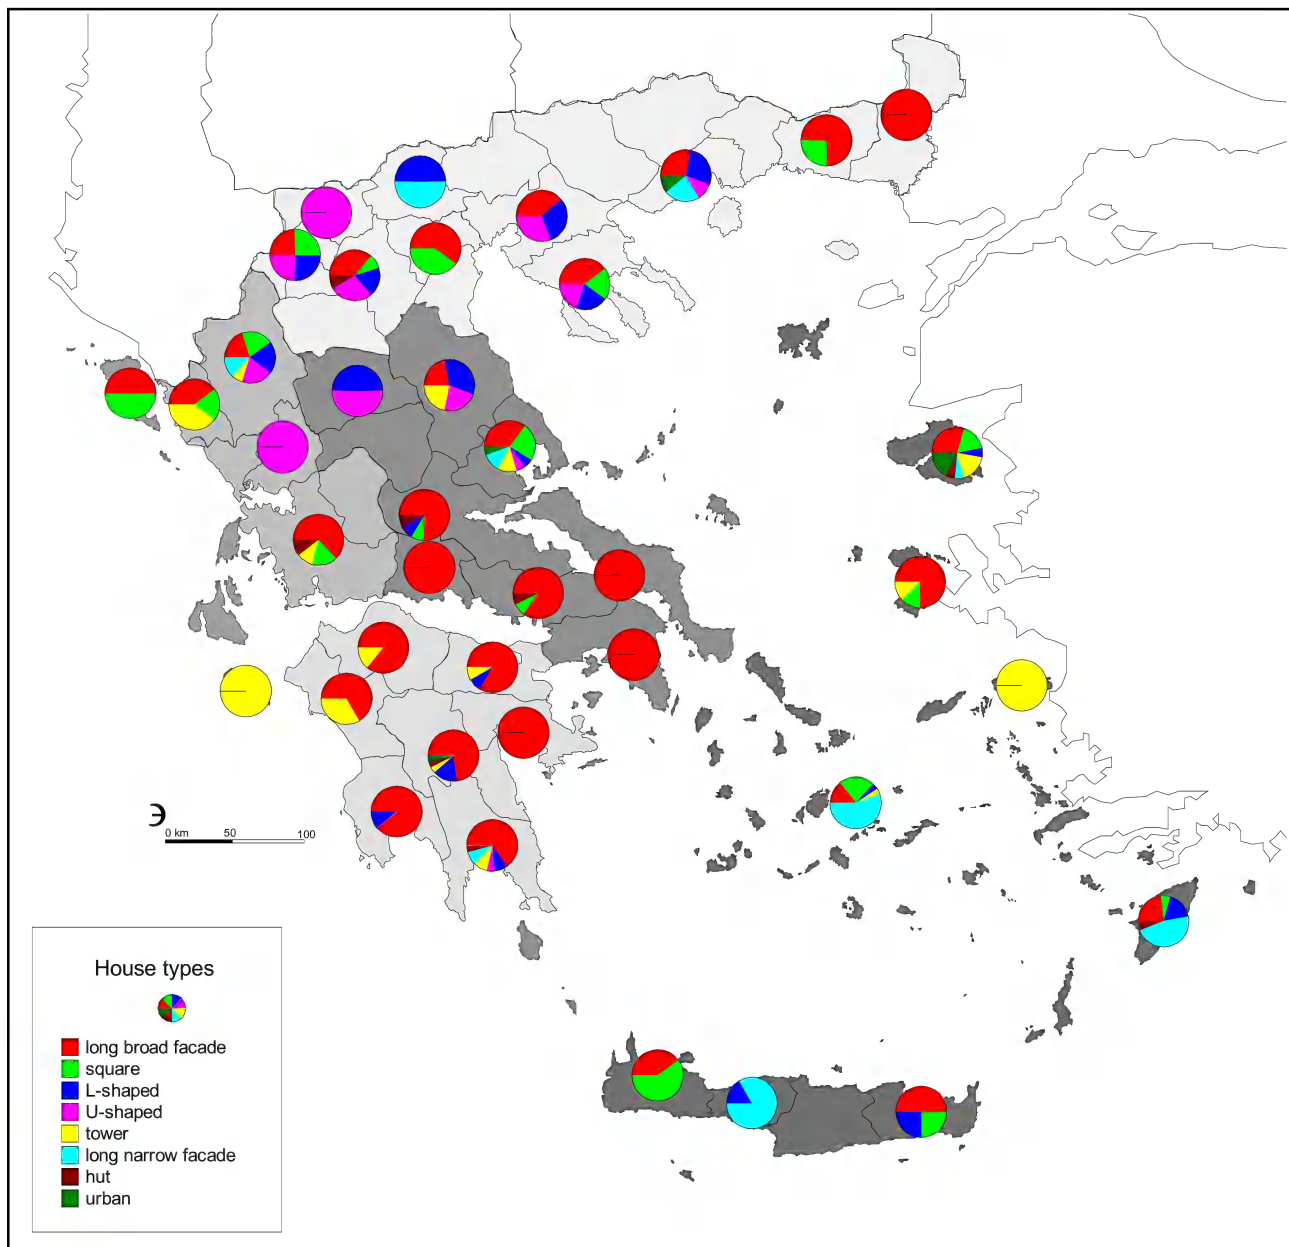 0 km 50 100
House types
long broad facade
square
L-shaped
U-shaped
tower
long narrow facade
hut
urban